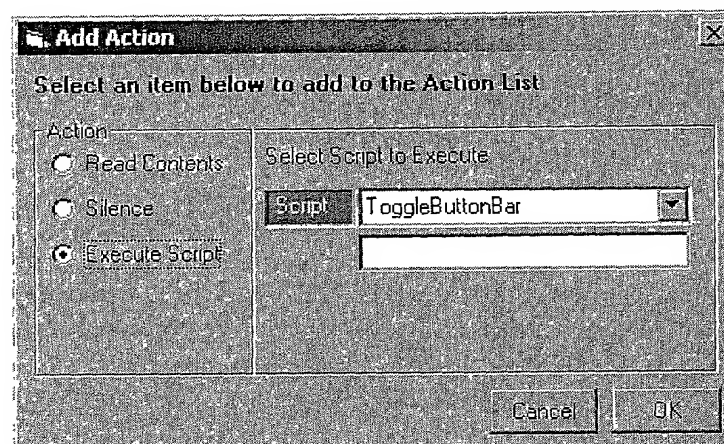 Add Action
Select an item below to add to the Action List
Action
Read Contents
Silence
Execute Script
Select Script to Execute
Script
ToggleButtonBar
Cancel
OK